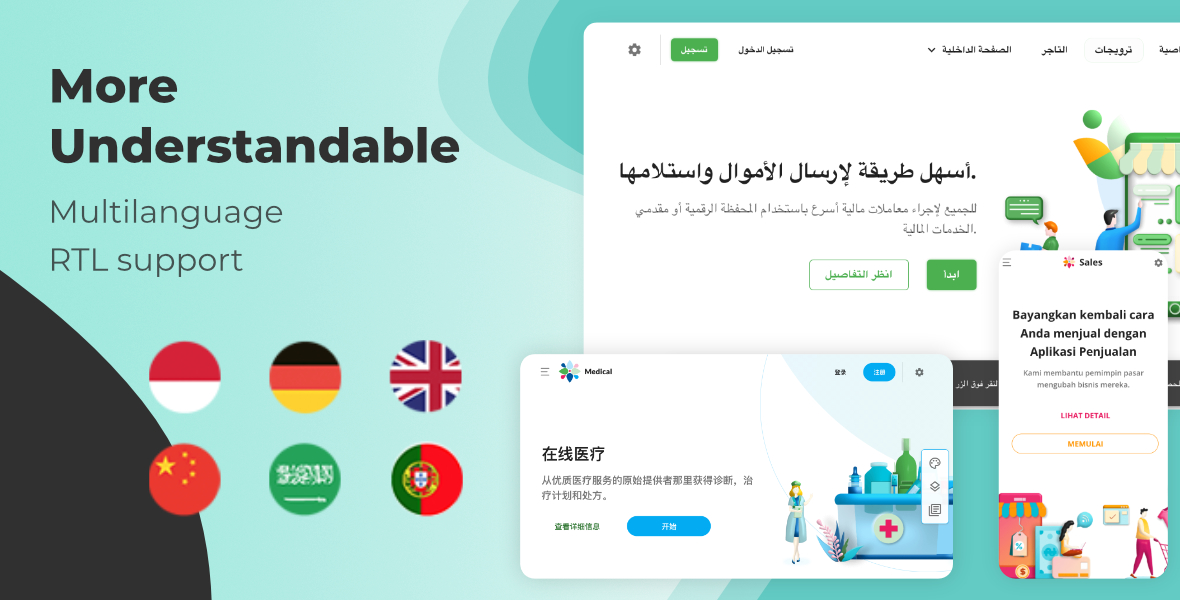 More
Understandable
Multilanguage
RTL support
تسجيل
تسجيل الدخول
الصفحة الداخلية
التاجر
ترويجات
.أسهل طريقة لإرسال الأموال واستلامها
للجميع لإجراء معاملات مالية أسرع باستخدام المحفظة الرقمية أو مقدمي
.الخدمات المالية
انظر التفاصيل
ابدأ
النقر فوق الزر
Sales
Bayangkan kembali cara
Anda menjual dengan
Aplikasi Penjualan
Kami membantu pemimpin pasar
mengubah bisnis mereka.
LIHAT DETAIL
MEMULAI
Medical
登录
注册
在线医疗
从优质医疗服务的原始提供者那里获得诊断，治
疗计划和处方。
查看详细信息
开始